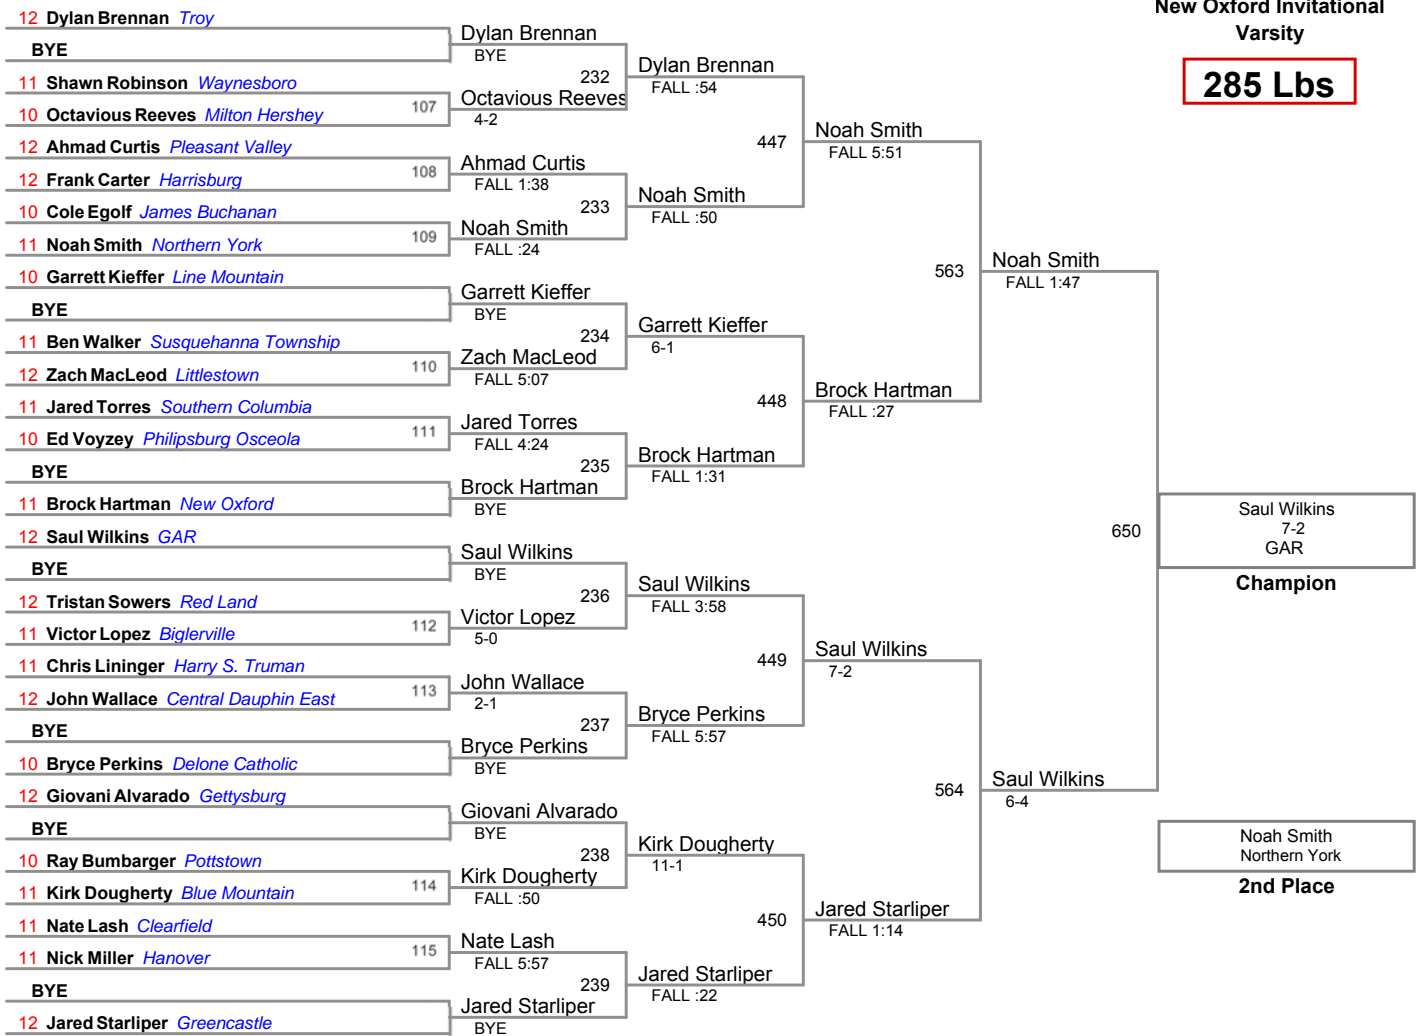 New Oxford Invitational
Varsity
285 Lbs
12 Dylan Brennan Troy
BYE
11 Shawn Robinson Waynesboro
10 Octavious Reeves Milton Hershey
107
12 Ahmad Curtis Pleasant Valley
12 Frank Carter Harrisburg
108
10 Cole Egolf James Buchanan
11 Noah Smith Northern York
109
10 Garrett Kieffer Line Mountain
BYE
11 Ben Walker Susquehanna Township
12 Zach MacLeod Littlestown
110
11 Jared Torres Southern Columbia
10 Ed Voyzey Philipsburg Osceola
111
BYE
11 Brock Hartman New Oxford
12 Saul Wilkins GAR
BYE
12 Tristan Sowers Red Land
11 Victor Lopez Biglerville
112
11 Chris Lininger Harry S. Truman
12 John Wallace Central Dauphin East
113
BYE
10 Bryce Perkins Delone Catholic
12 Giovani Alvarado Gettysburg
BYE
10 Ray Bumbarger Pottstown
11 Kirk Dougherty Blue Mountain
114
11 Nate Lash Clearfield
11 Nick Miller Hanover
115
BYE
12 Jared Starliper Greencastle
Dylan Brennan
BYE
232
Octavious Reeves
4-2
Ahmad Curtis
FALL 1:38
233
Noah Smith
FALL :24
Garrett Kieffer
BYE
234
Zach MacLeod
FALL 5:07
Jared Torres
FALL 4:24
235
Brock Hartman
BYE
Saul Wilkins
BYE
236
Victor Lopez
5-0
John Wallace
2-1
237
Bryce Perkins
BYE
Giovani Alvarado
BYE
238
Kirk Dougherty
FALL :50
Nate Lash
FALL 5:57
239
Jared Starliper
BYE
Dylan Brennan
FALL :54
447
Noah Smith
FALL :50
Garrett Kieffer
6-1
448
Brock Hartman
FALL 1:31
Saul Wilkins
FALL 3:58
449
Bryce Perkins
FALL 5:57
Kirk Dougherty
11-1
450
Jared Starliper
FALL :22
Noah Smith
FALL 5:51
563
Brock Hartman
FALL :27
Saul Wilkins
7-2
564
Jared Starliper
FALL 1:14
Noah Smith
FALL 1:47
650
Saul Wilkins
6-4
Saul Wilkins
7-2
GAR
Champion
Noah Smith
Northern York
2nd Place